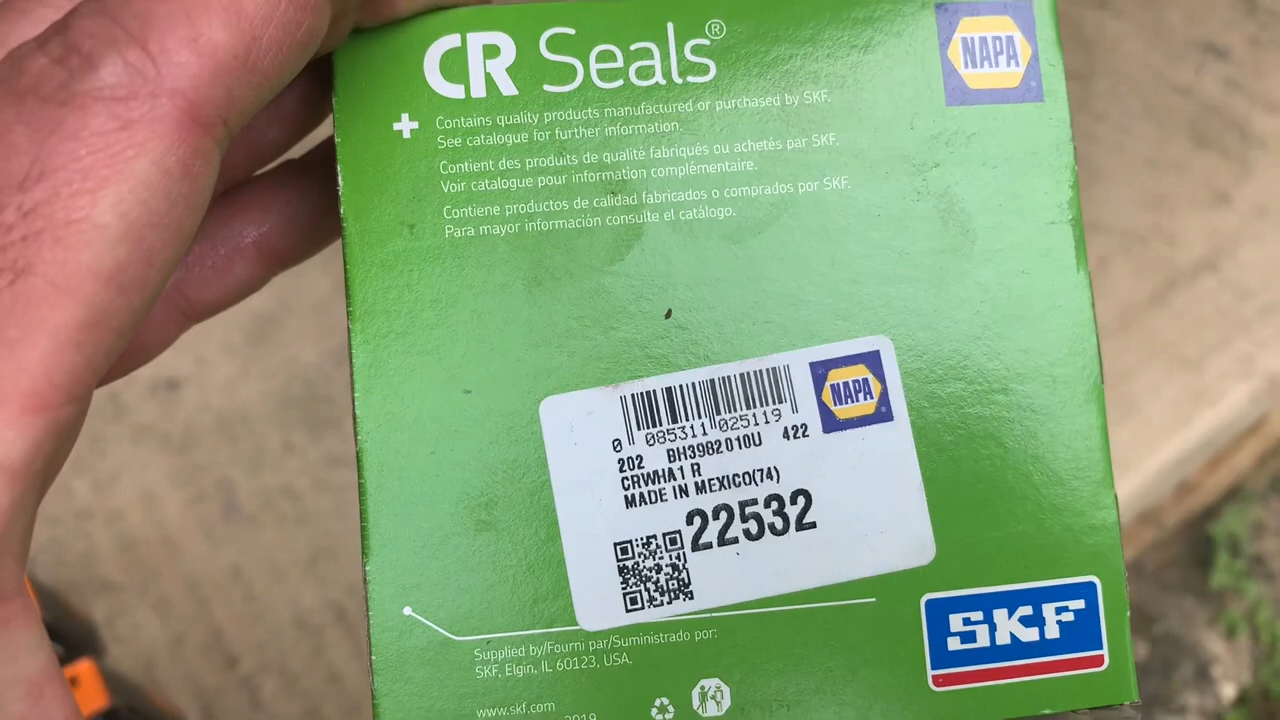 CR Seals®
NAPA
Contains quality products manufactured or purchased by SKF.
See catalogue for further information.
Contient des produits de qualité fabriqués ou achetés par SKF.
Voir catalogue pour information complémentaire.
Contiene productos de calidad fabricados o comprados por SKF.
Para mayor información consulte el catálogo.
0 085311 025119
NAPA
202 BH3982010U 422
CRWHA1 R
MADE IN MEXICO(74)
22532
SKF
Supplied by/Fourni par/Suministrado por:
SKF, Elgin, IL 60123, USA.
www.skf.com
2019